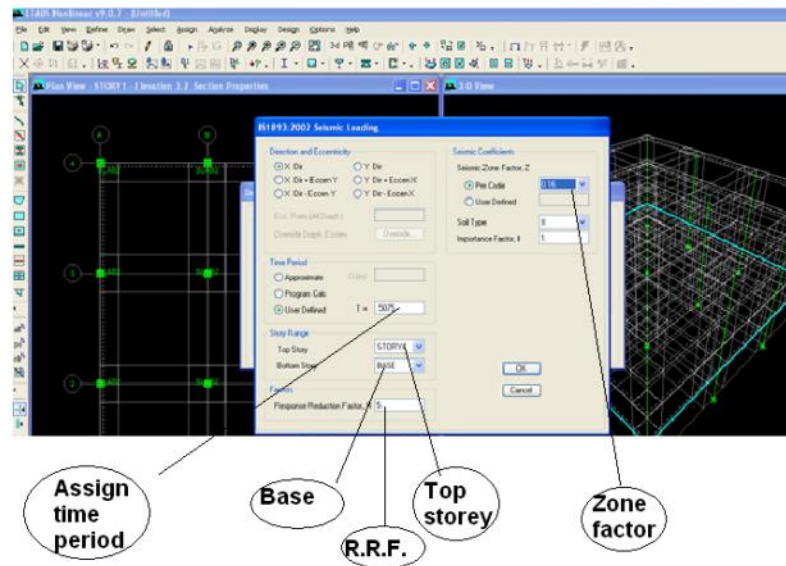 ETABS Nonlinear v9.0.7 - (Untitled)
File Edit View Define Draw Select Assign Analyze Display Design Options Help
Plan View - STORY1 - Elevation 3.2 Section Properties
3-D View
A B
4
3
2
IS1893:2002 Seismic Loading
Direction and Eccentricity
X Dir Y Dir
X Dir + Eccen Y Y Dir + Eccen X
X Dir - Eccen Y Y Dir - Eccen X
Override Diaph. Eccen. Override...
Time Period
Approximate
Program Calc
User Defined T = .5075
Story Range
Top Story
Bottom Story BASE
Factors
Response Reduction Factor, R 5
Seismic Coefficients
Seismic Zone Factor, Z
Per Code 0.16
User Defined
Soil Type II
Importance Factor, I 1
OK
Cancel
Assign
time
period
Base
R.R.F.
Top
storey
Zone
factor